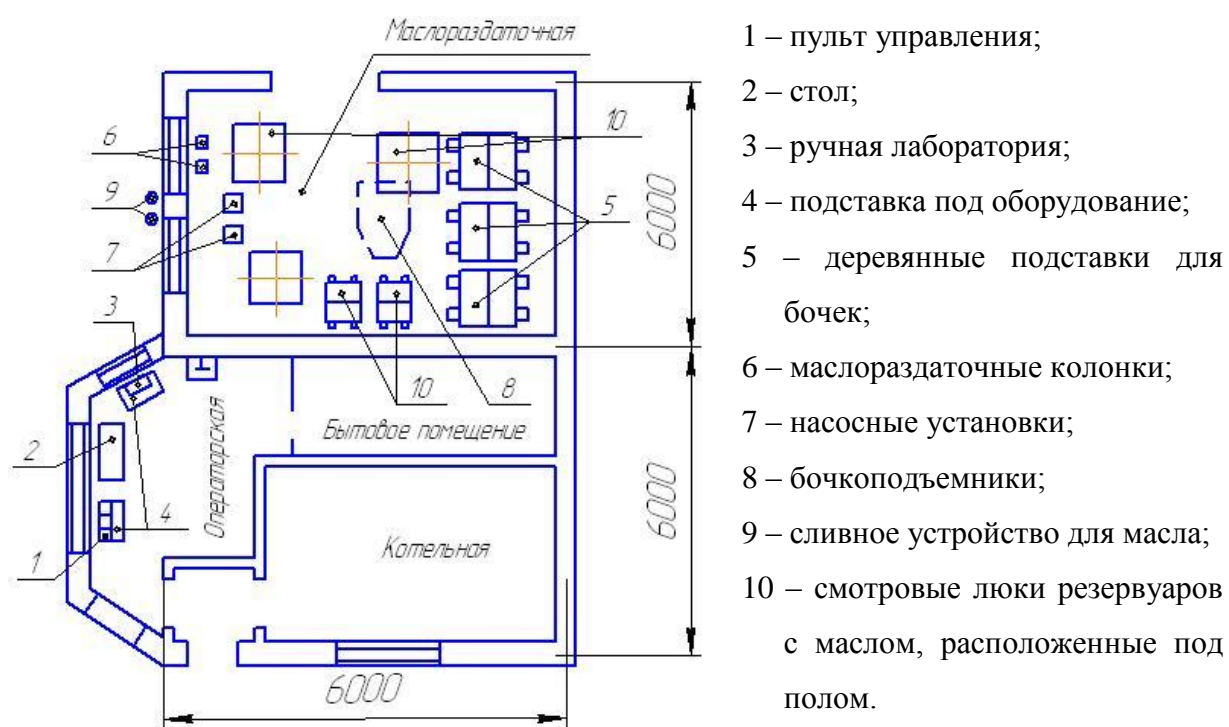 Маслораздаточная
6
9
7
3
2
1
4
10
5
10
8
6000
6000
6000
Операторская
Бытовое помещение
Котельная
1 – пульт управления;
2 – стол;
3 – ручная лаборатория;
4 – подставка под оборудование;
5 – деревянные подставки для
бочек;
6 – маслораздаточные колонки;
7 – насосные установки;
8 – бочкоподъемники;
9 – сливное устройство для масла;
10 – смотровые люки резервуаров
с маслом, расположенные под
полом.